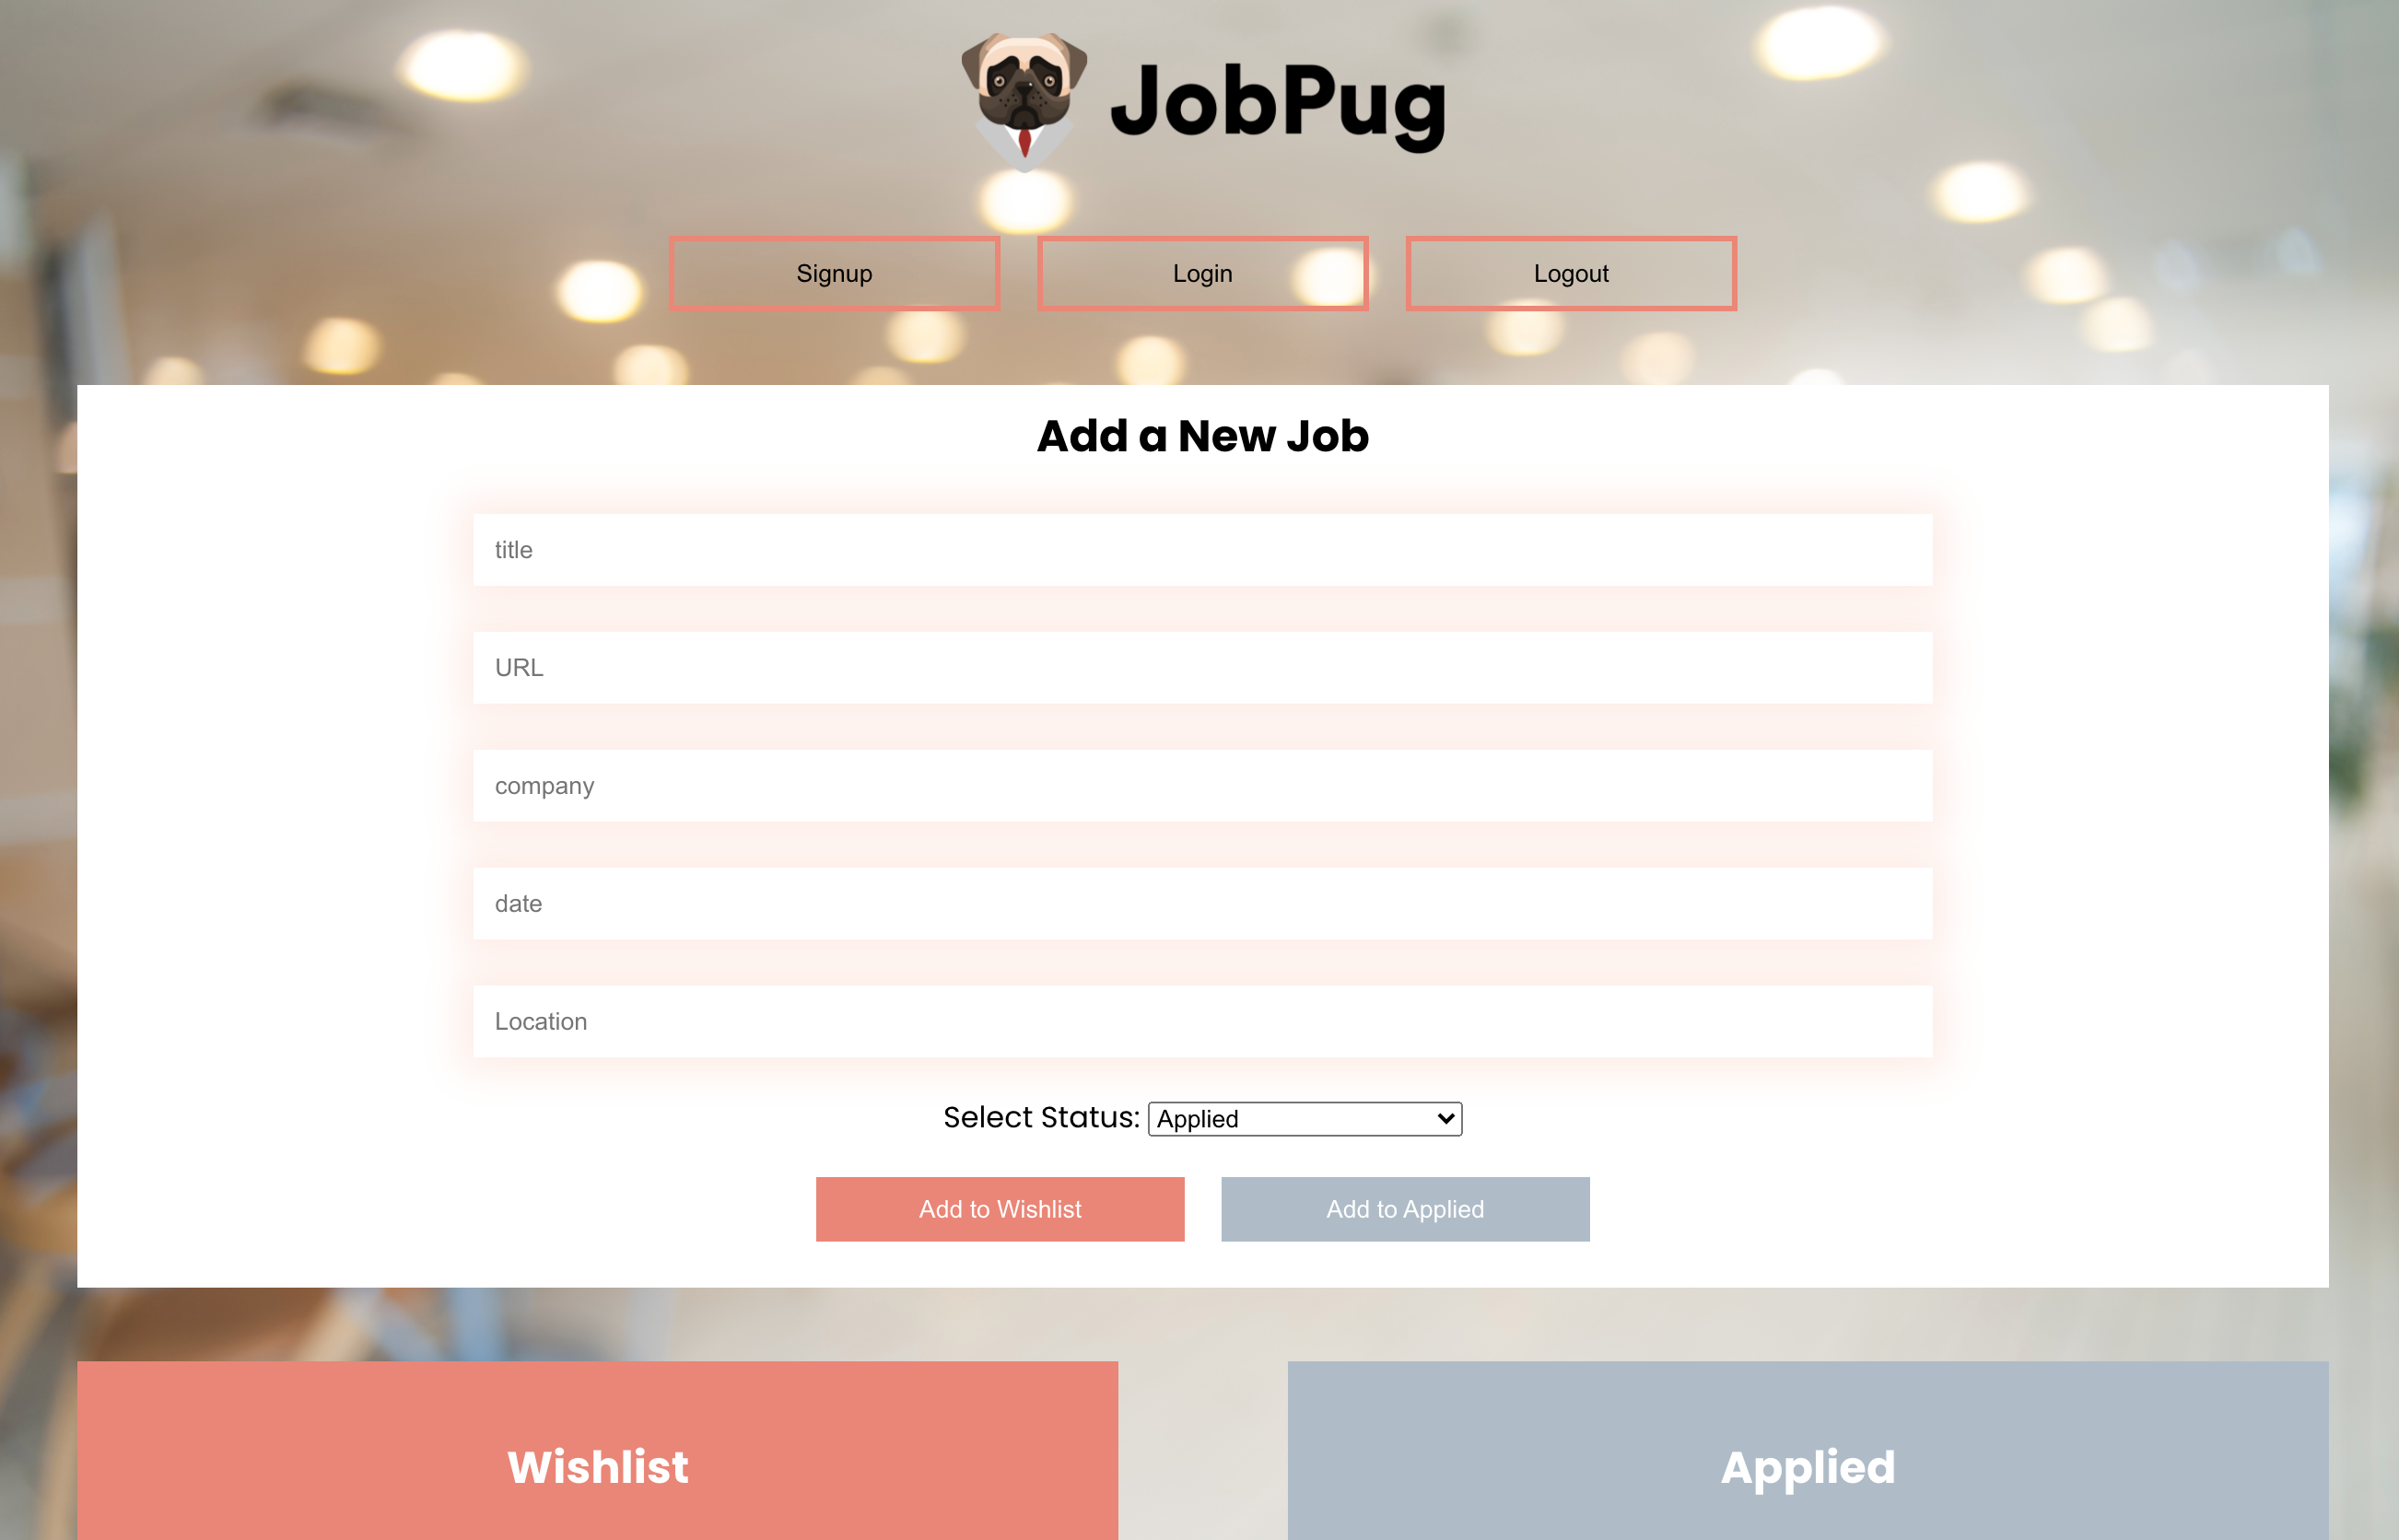 JobPug
Signup Login Logout
Add a New Job
title
URL
company
date
Location
Select Status: Applied
Add to Wishlist Add to Applied
Wishlist Applied